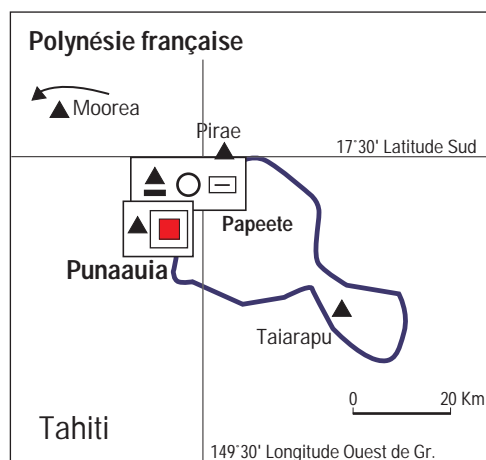 Polynésie française
Moorea
Pirae
17°30' Latitude Sud
Papeete
Punaauia
Taiarapu
0 20 Km
Tahiti
149°30' Longitude Ouest de Gr.